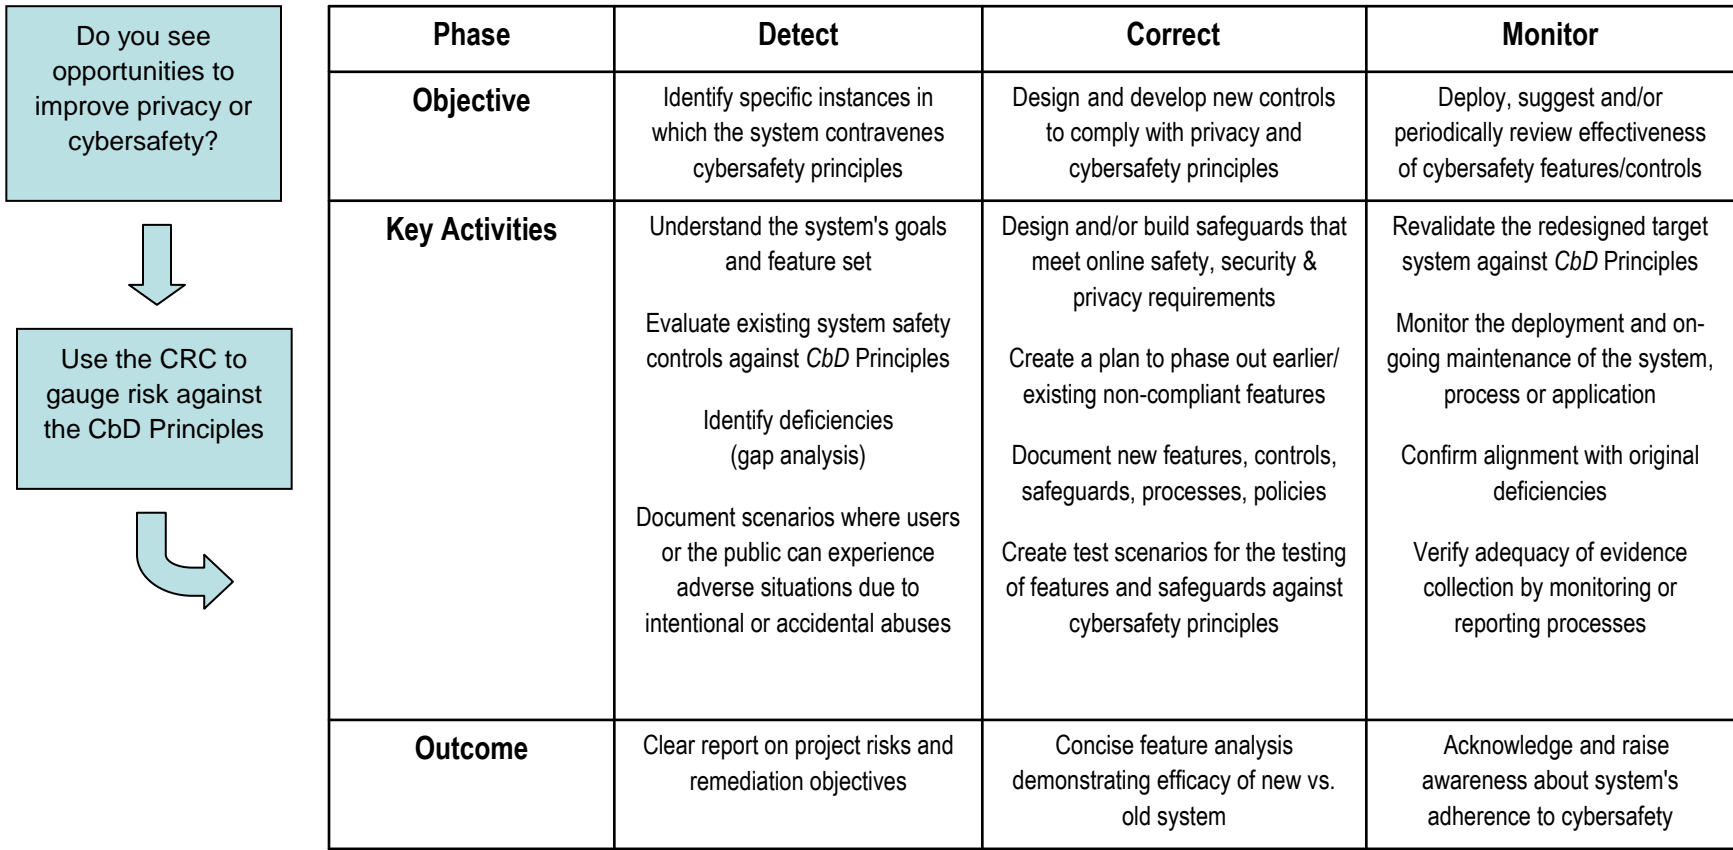 Do you see
opportunities to
improve privacy or
cybersafety?
Use the CRC to
gauge risk against
the CbD Principles
Phase
Detect
Correct
Monitor
Objective
Identify specific instances in
which the system contravenes
cybersafety principles
Design and develop new controls
to comply with privacy and
cybersafety principles
Deploy, suggest and/or
periodically review effectiveness
of cybersafety features/controls
Key Activities
Understand the system's goals
and feature set
Evaluate existing system safety
controls against CbD Principles
Identify deficiencies
(gap analysis)
Document scenarios where users
or the public can experience
adverse situations due to
intentional or accidental abuses
Design and/or build safeguards that
meet online safety, security &
privacy requirements
Create a plan to phase out earlier/
existing non-compliant features
Document new features, controls,
safeguards, processes, policies
Create test scenarios for the testing
of features and safeguards against
cybersafety principles
Revalidate the redesigned target
system against CbD Principles
Monitor the deployment and on-
going maintenance of the system,
process or application
Confirm alignment with original
deficiencies
Verify adequacy of evidence
collection by monitoring or
reporting processes
Outcome
Clear report on project risks and
remediation objectives
Concise feature analysis
demonstrating efficacy of new vs.
old system
Acknowledge and raise
awareness about system's
adherence to cybersafety